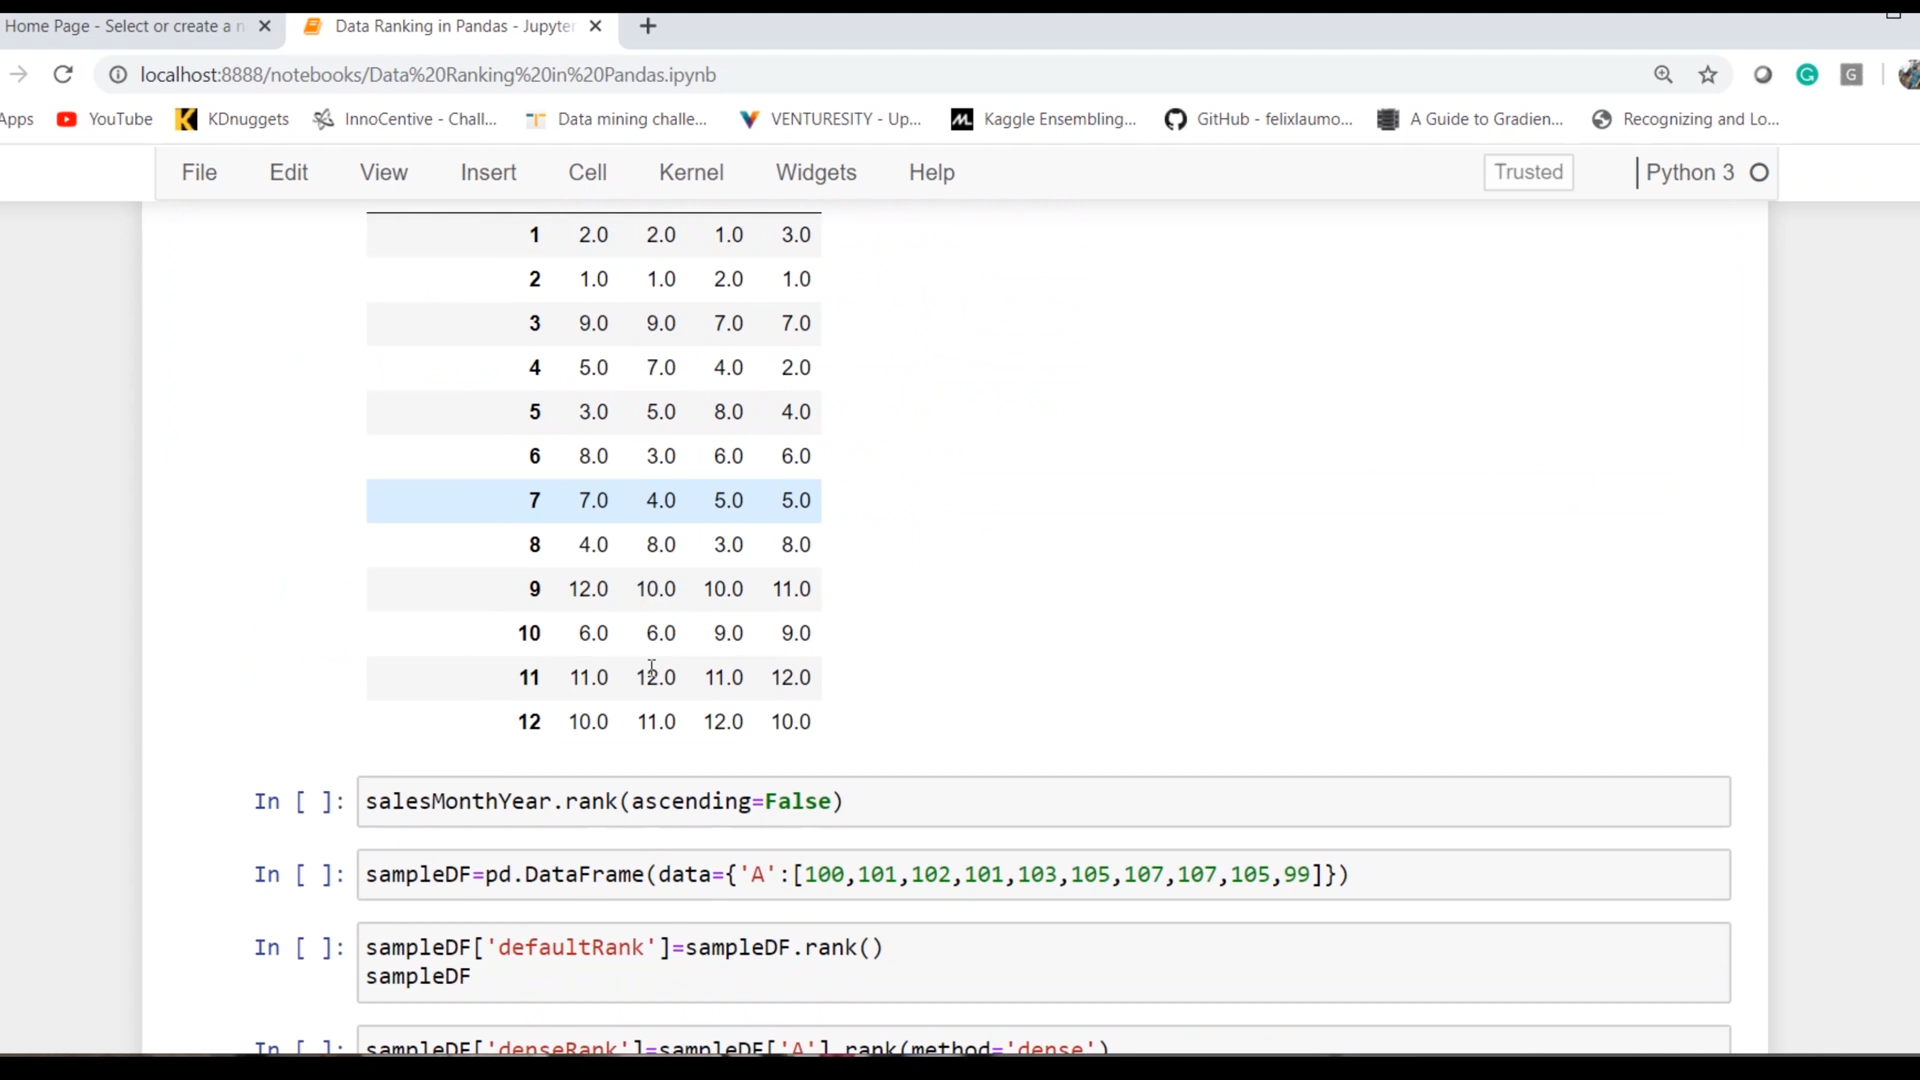 Home Page - Select or create a n
Data Ranking in Pandas - Jupyter
localhost:8888/notebooks/Data%20Ranking%20in%20Pandas.ipynb
Apps YouTube KDnuggets InnoCentive - Chall... Data mining challe... VENTURESITY - Up... Kaggle Ensembling... GitHub - felixlaumo... A Guide to Gradien... Recognizing and Lo...
File Edit View Insert Cell Kernel Widgets Help Trusted Python 3
1 2.0 2.0 1.0 3.0
2 1.0 1.0 2.0 1.0
3 9.0 9.0 7.0 7.0
4 5.0 7.0 4.0 2.0
5 3.0 5.0 8.0 4.0
6 8.0 3.0 6.0 6.0
7 7.0 4.0 5.0 5.0
8 4.0 8.0 3.0 8.0
9 12.0 10.0 10.0 11.0
10 6.0 6.0 9.0 9.0
11 11.0 12.0 11.0 12.0
12 10.0 11.0 12.0 10.0
In [ ]: salesMonthYear.rank(ascending=False)
In [ ]: sampleDF=pd.DataFrame(data={'A':[100,101,102,101,103,105,107,107,105,99]})
In [ ]: sampleDF['defaultRank']=sampleDF.rank()
sampleDF
In [ ]: sampleDF['denseRank']=sampleDF['A'].rank(method='dense')